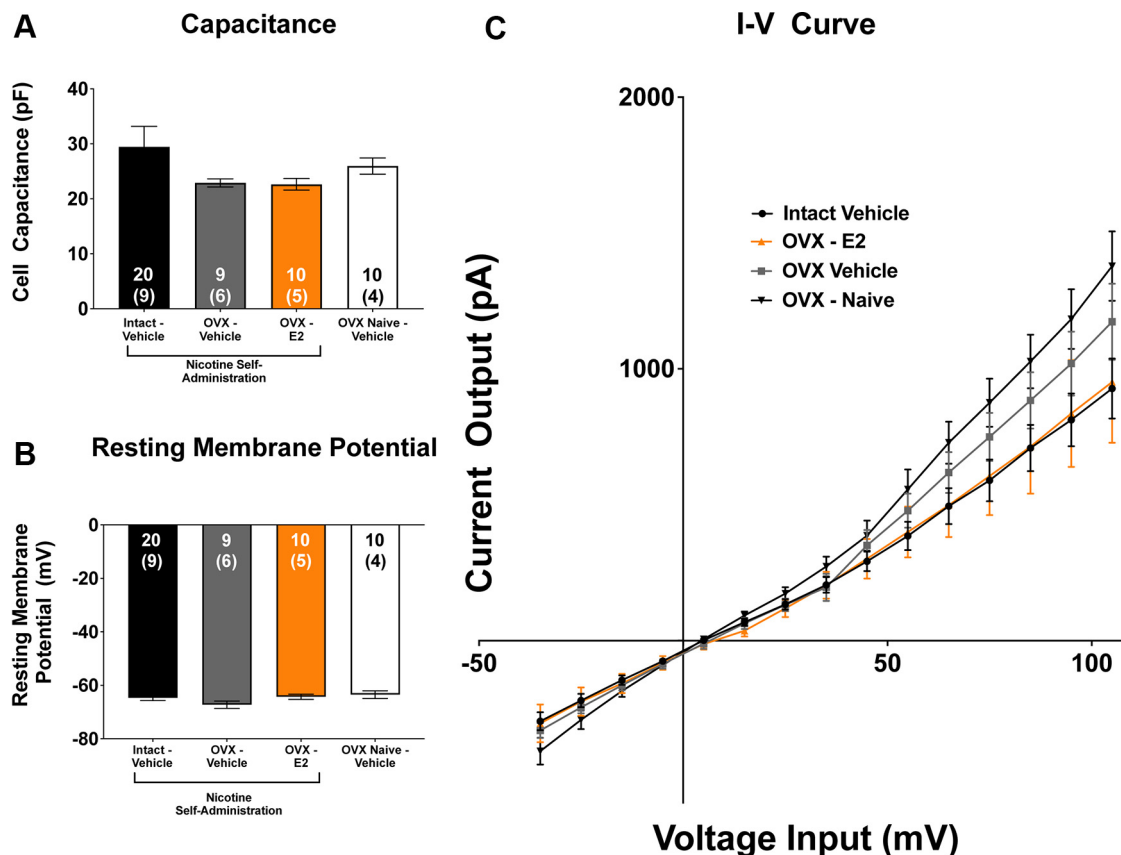 A
Capacitance
Cell Capacitance (pF)
40
30
20
10
0
20
(9)
9
(6)
10
(5)
10
(4)
Intact -
Vehicle
OVX -
Vehicle
OVX -
E2
OVX Naive -
Vehicle
Nicotine Self-
Administration
B
Resting Membrane Potential
Resting Membrane
Potential (mV)
0
-20
-40
-60
-80
20
(9)
9
(6)
10
(5)
10
(4)
Intact -
Vehicle
OVX -
Vehicle
OVX -
E2
OVX Naive -
Vehicle
Nicotine
Self-Administration
C
I-V Curve
Current Output (pA)
2000
1000
Intact Vehicle
OVX - E2
OVX Vehicle
OVX - Naive
-50
50
100
Voltage Input (mV)